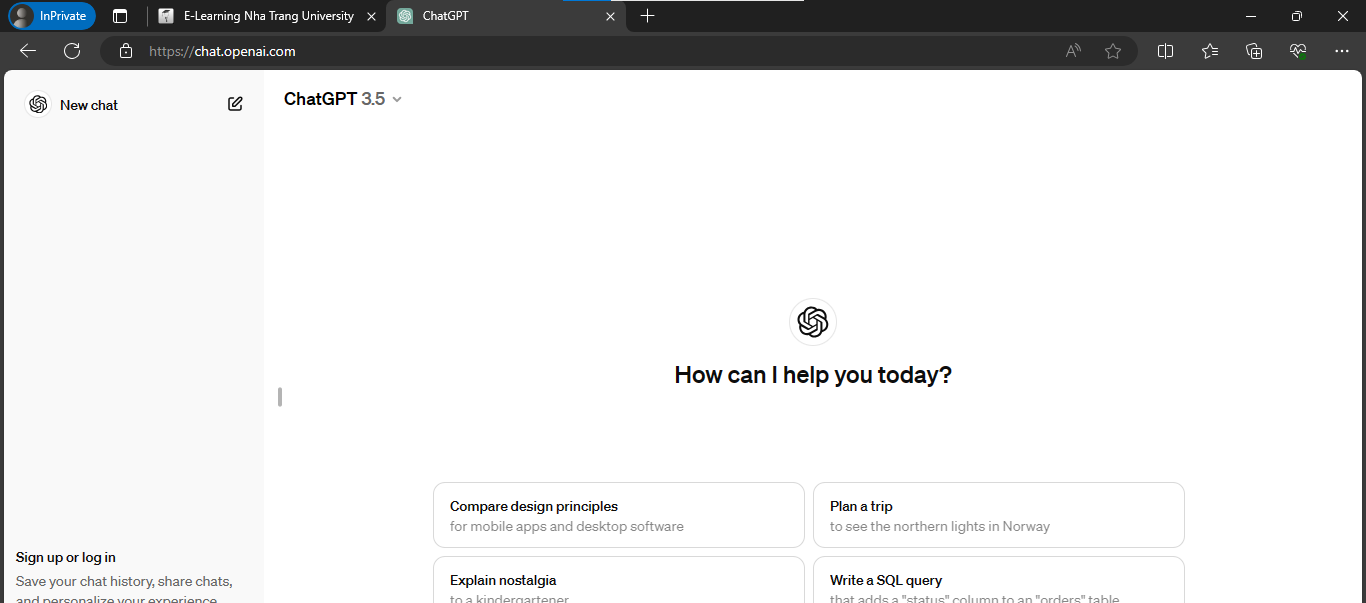 InPrivate
E-Learning Nha Trang University
ChatGPT
https://chat.openai.com
New chat
ChatGPT 3.5
How can I help you today?
Compare design principles
for mobile apps and desktop software
Plan a trip
to see the northern lights in Norway
Explain nostalgia
to a kindergartener
Write a SQL query
that adds a "status" column to an "orders" table
Sign up or log in
Save your chat history, share chats,
and personalize your experience